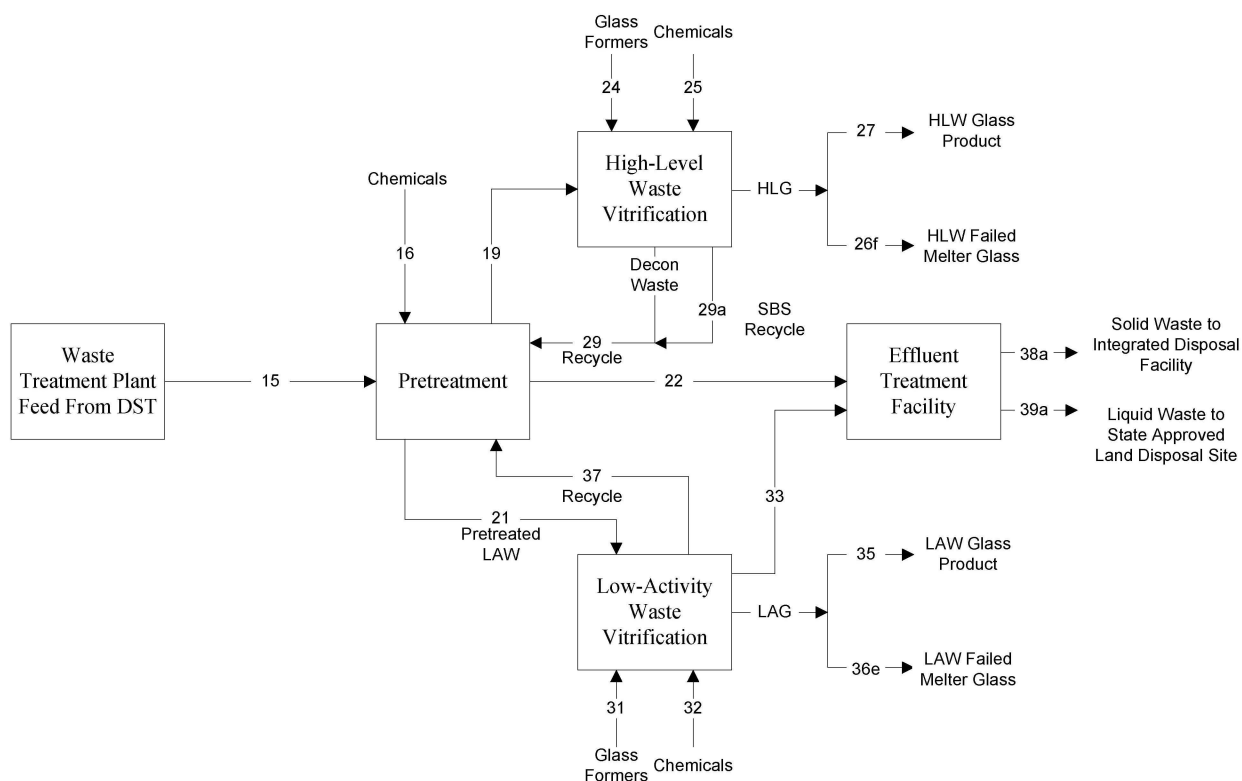 Glass
Formers
Chemicals
24
25
27
HLW Glass
Product
High-Level
Waste
Vitrification
HLG
Chemicals
16
19
26f
HLW Failed
Melter Glass
Decon
Waste
29a
SBS
Recycle
29
Recycle
Waste
Treatment Plant
Feed From DST
15
Pretreatment
22
Effluent
Treatment
Facility
38a
Solid Waste to
Integrated Disposal
Facility
39a
Liquid Waste to
State Approved
Land Disposal Site
37
Recycle
33
21
Pretreated
LAW
35
LAW Glass
Product
Low-Activity
Waste
Vitrification
LAG
36e
LAW Failed
Melter Glass
31
32
Glass
Formers
Chemicals